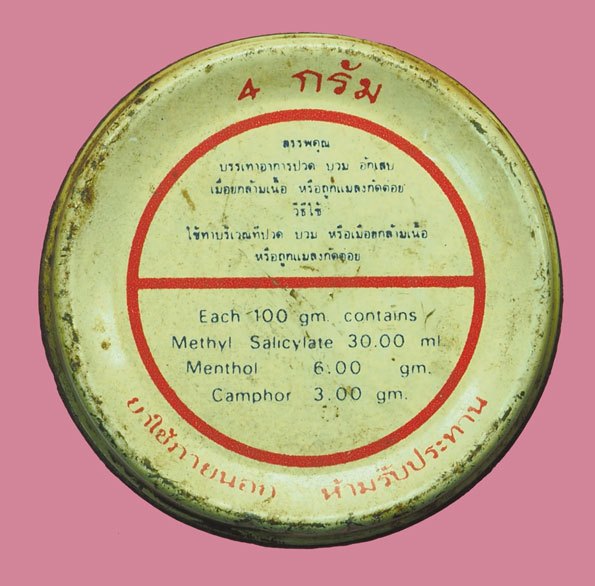 4 กรัม
สรรพคุณ
บรรเทาอาการปวด บวม อักเสบ
เมื่อยกล้ามเนื้อ หรือถูกแมลงกัดต่อย
วิธีใช้
ใช้ทาบริเวณที่ปวด บวม หรือเมื่อยกล้ามเนื้อ
หรือถูกแมลงกัดต่อย
Each 100 gm. contains
Methyl Salicylate 30.00 ml.
Menthol 6.00 gm.
Camphor 3.00 gm.
ยาใช้ภายนอก ห้ามรับประทาน